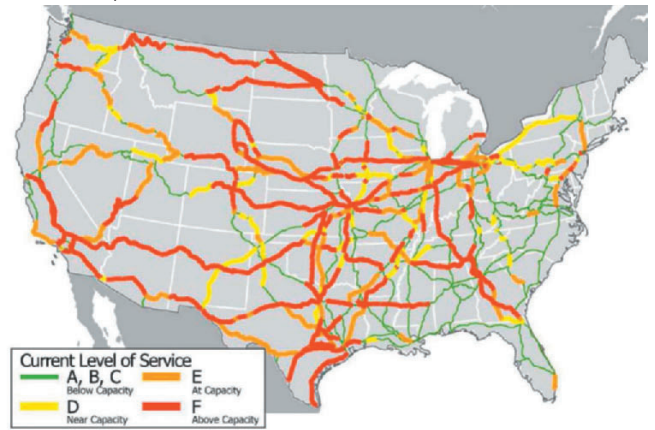 Current Level of Service
A, B, C
Below Capacity
E
At Capacity
D
Near Capacity
F
Above Capacity